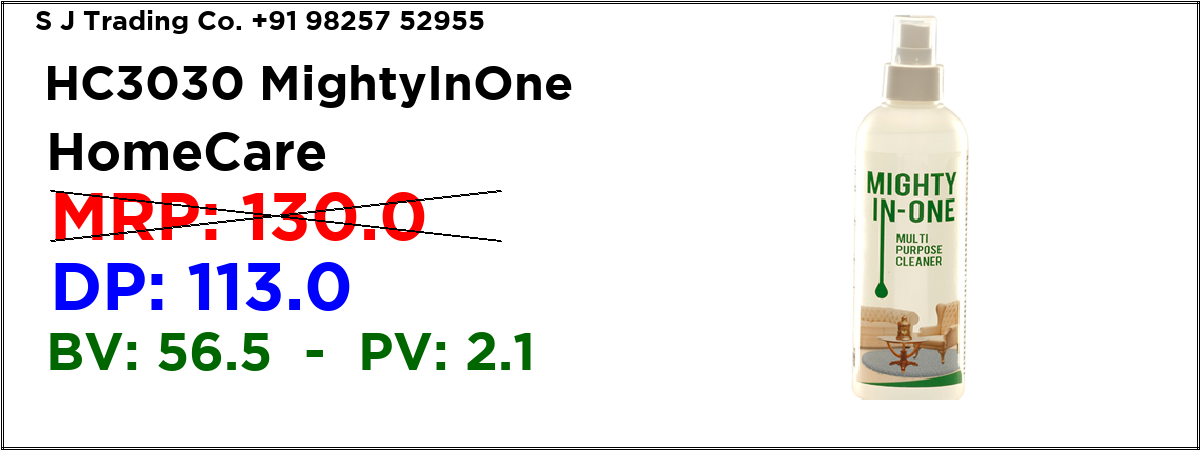 S J Trading Co. +91 98257 52955
HC3030 MightyInOne
HomeCare
MRP: 130.0
DP: 113.0
BV: 56.5 - PV: 2.1
MIGHTY
IN-ONE
MULTI
PURPOSE
CLEANER